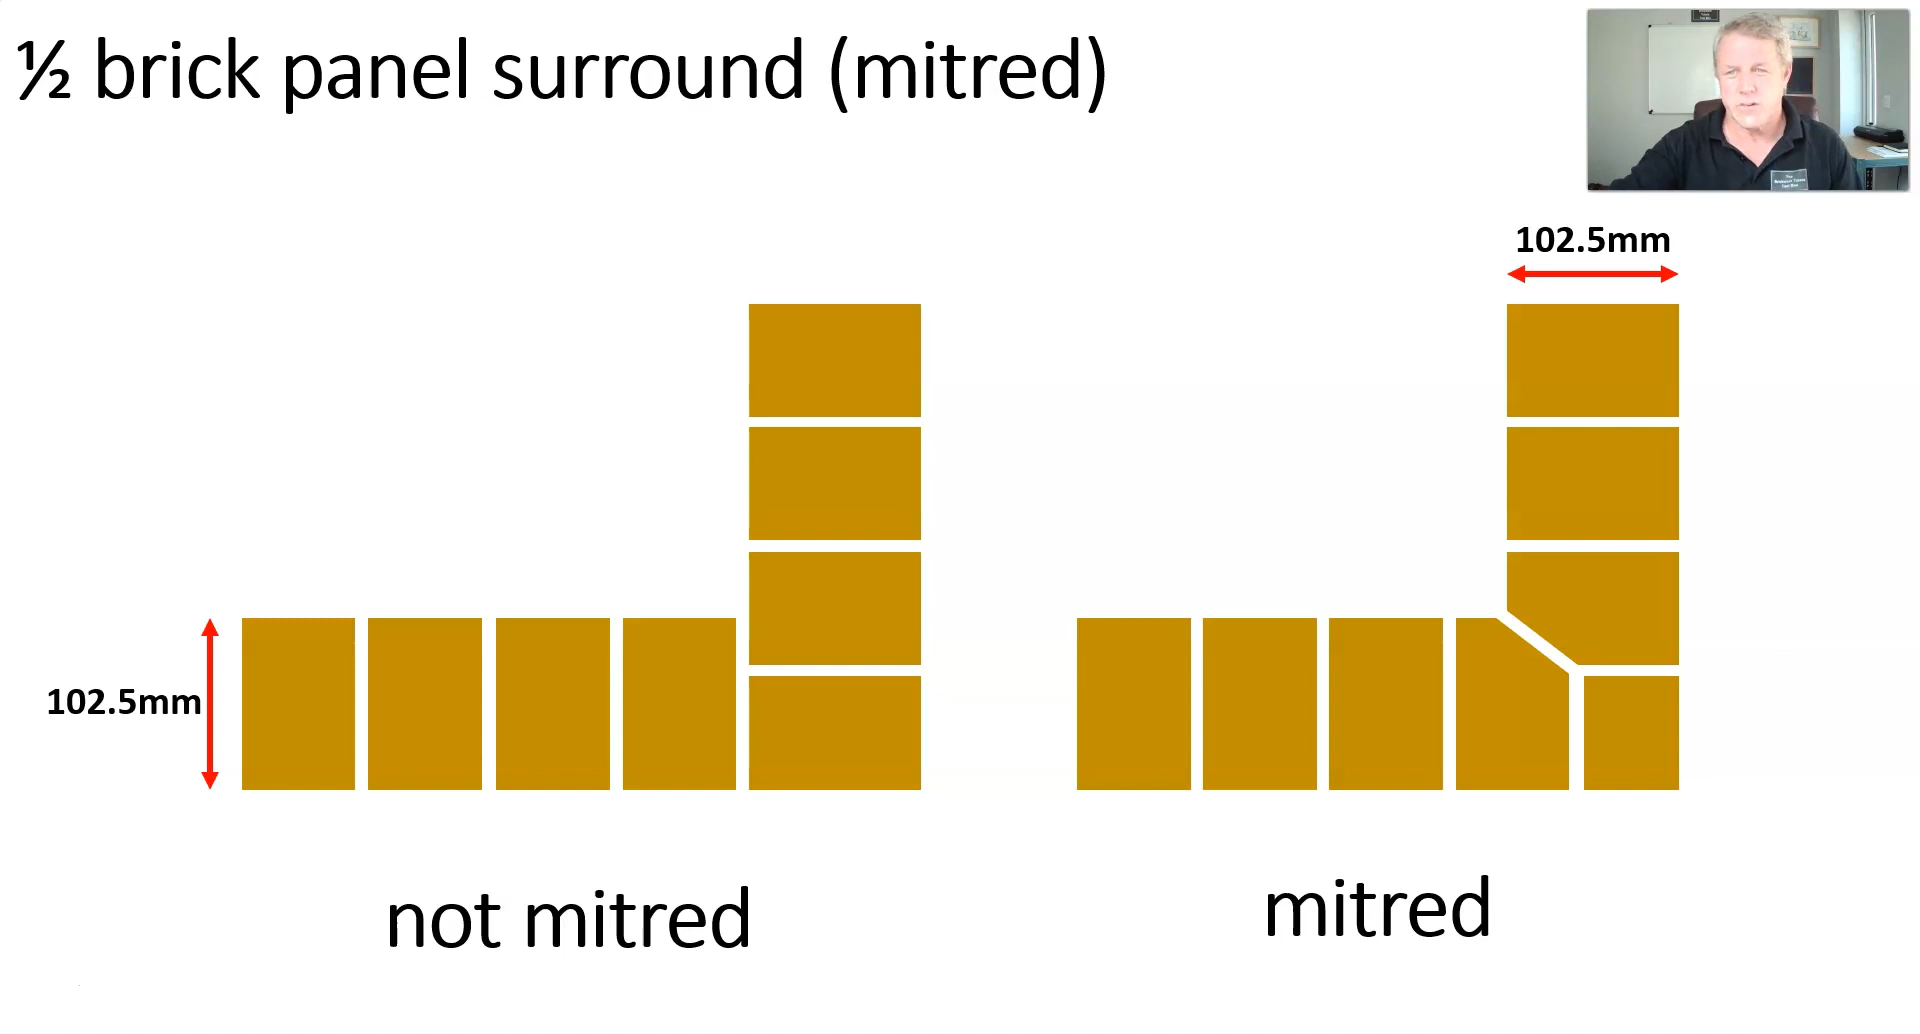 ½ brick panel surround (mitred)
102.5mm
102.5mm
not mitred
mitred